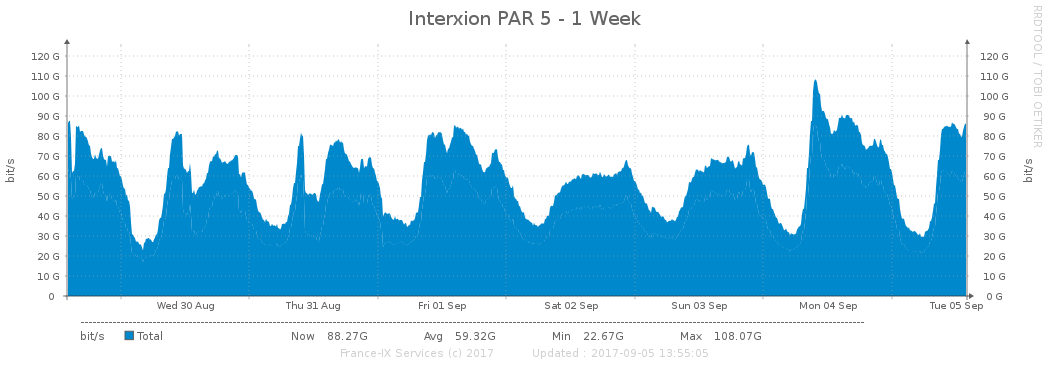 Interxion PAR 5 - 1 Week
RRDTOOL / TOBI OETIKER
bit/s
bit/s
120 G 120 G
110 G 110 G
100 G 100 G
90 G 90 G
80 G 80 G
70 G 70 G
60 G 60 G
50 G 50 G
40 G 40 G
30 G 30 G
20 G 20 G
10 G 10 G
0 0 G
Wed 30 Aug Thu 31 Aug Fri 01 Sep Sat 02 Sep Sun 03 Sep Mon 04 Sep Tue 05 Sep
bit/s Total Now 88.27G Avg 59.32G Min 22.67G Max 108.07G
France-IX Services (c) 2017 Updated : 2017-09-05 13:55:05